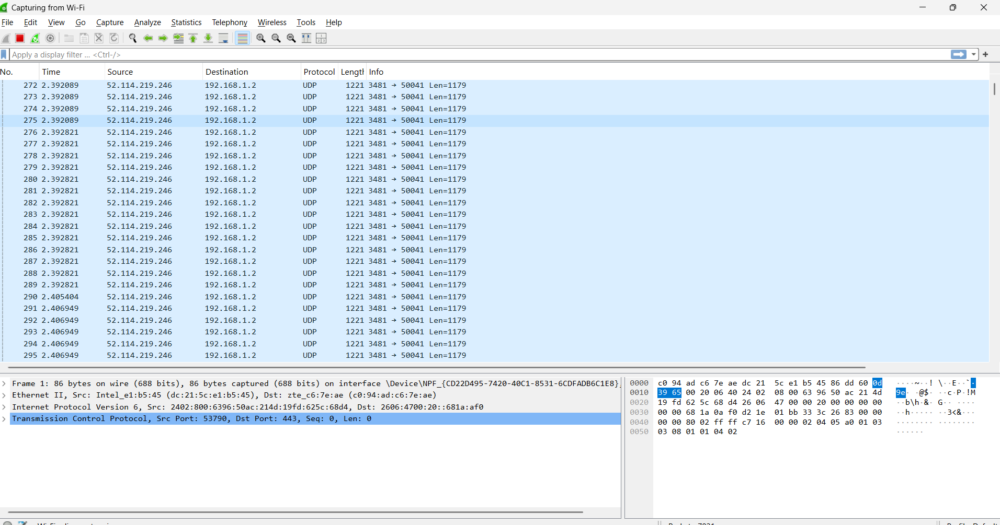 Capturing from Wi-Fi
File Edit View Go Capture Analyze Statistics Telephony Wireless Tools Help
Apply a display filter ... <Ctrl-/>
No. Time Source Destination Protocol Length Info
272 2.392089 52.114.219.246 192.168.1.2 UDP 1221 3481 → 50041 Len=1179
273 2.392089 52.114.219.246 192.168.1.2 UDP 1221 3481 → 50041 Len=1179
274 2.392089 52.114.219.246 192.168.1.2 UDP 1221 3481 → 50041 Len=1179
275 2.392089 52.114.219.246 192.168.1.2 UDP 1221 3481 → 50041 Len=1179
276 2.392821 52.114.219.246 192.168.1.2 UDP 1221 3481 → 50041 Len=1179
277 2.392821 52.114.219.246 192.168.1.2 UDP 1221 3481 → 50041 Len=1179
278 2.392821 52.114.219.246 192.168.1.2 UDP 1221 3481 → 50041 Len=1179
279 2.392821 52.114.219.246 192.168.1.2 UDP 1221 3481 → 50041 Len=1179
280 2.392821 52.114.219.246 192.168.1.2 UDP 1221 3481 → 50041 Len=1179
281 2.392821 52.114.219.246 192.168.1.2 UDP 1221 3481 → 50041 Len=1179
282 2.392821 52.114.219.246 192.168.1.2 UDP 1221 3481 → 50041 Len=1179
283 2.392821 52.114.219.246 192.168.1.2 UDP 1221 3481 → 50041 Len=1179
284 2.392821 52.114.219.246 192.168.1.2 UDP 1221 3481 → 50041 Len=1179
285 2.392821 52.114.219.246 192.168.1.2 UDP 1221 3481 → 50041 Len=1179
286 2.392821 52.114.219.246 192.168.1.2 UDP 1221 3481 → 50041 Len=1179
287 2.392821 52.114.219.246 192.168.1.2 UDP 1221 3481 → 50041 Len=1179
288 2.392821 52.114.219.246 192.168.1.2 UDP 1221 3481 → 50041 Len=1179
289 2.392821 52.114.219.246 192.168.1.2 UDP 1221 3481 → 50041 Len=1179
290 2.405404 52.114.219.246 192.168.1.2 UDP 1221 3481 → 50041 Len=1179
291 2.406949 52.114.219.246 192.168.1.2 UDP 1221 3481 → 50041 Len=1179
292 2.406949 52.114.219.246 192.168.1.2 UDP 1221 3481 → 50041 Len=1179
293 2.406949 52.114.219.246 192.168.1.2 UDP 1221 3481 → 50041 Len=1179
294 2.406949 52.114.219.246 192.168.1.2 UDP 1221 3481 → 50041 Len=1179
295 2.406949 52.114.219.246 192.168.1.2 UDP 1221 3481 → 50041 Len=1179
Frame 1: 86 bytes on wire (688 bits), 86 bytes captured (688 bits) on interface \Device\NPF_{CD22D495-7420-40C1-8531-6CDFADB6C1E8},
Ethernet II, Src: Intel_e1:b5:45 (dc:21:5c:e1:b5:45), Dst: zte_c6:7e:ae (c0:94:ad:c6:7e:ae)
Internet Protocol Version 6, Src: 2402:800:6396:50ac:214d:19fd:625c:68d4, Dst: 2606:4700:20::681a:af0
Transmission Control Protocol, Src Port: 53790, Dst Port: 443, Seq: 0, Len: 0
0000 c0 94 ad c6 7e ae dc 21 5c e1 b5 45 86 dd 60 0d ····~··! \··E··`·
0010 39 65 00 20 06 40 24 02 08 00 63 96 50 ac 21 4d 9e· ·@$· ··c·P·!M
0020 19 fd 62 5c 68 d4 26 06 47 00 00 20 00 00 00 00 ··b\h·&· G·· ····
0030 00 00 68 1a 0a f0 d2 1e 01 bb 33 3c 26 83 00 00 ··h····· ··3<&···
0040 00 00 80 02 ff ff c7 16 00 00 02 04 05 a0 01 03 ········ ········
0050 03 08 01 01 04 02 ······